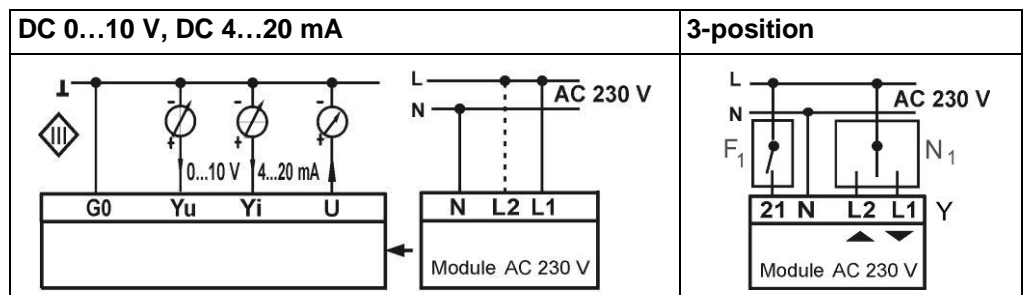 DC 0…10 V, DC 4…20 mA
3-position
⊥
L
N
AC 230 V
III
- - -
+ + +
0...10 V 4...20 mA
G0 Yu Yi U
N L2 L1
Module AC 230 V
L
N
AC 230 V
F1
N1
21 N L2 L1 Y
Module AC 230 V